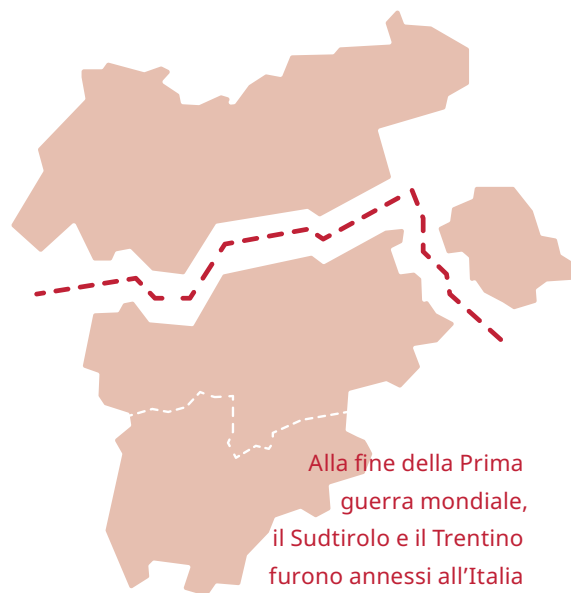 Alla fine della Prima
guerra mondiale,
il Sudtirolo e il Trentino
furono annessi all’Italia